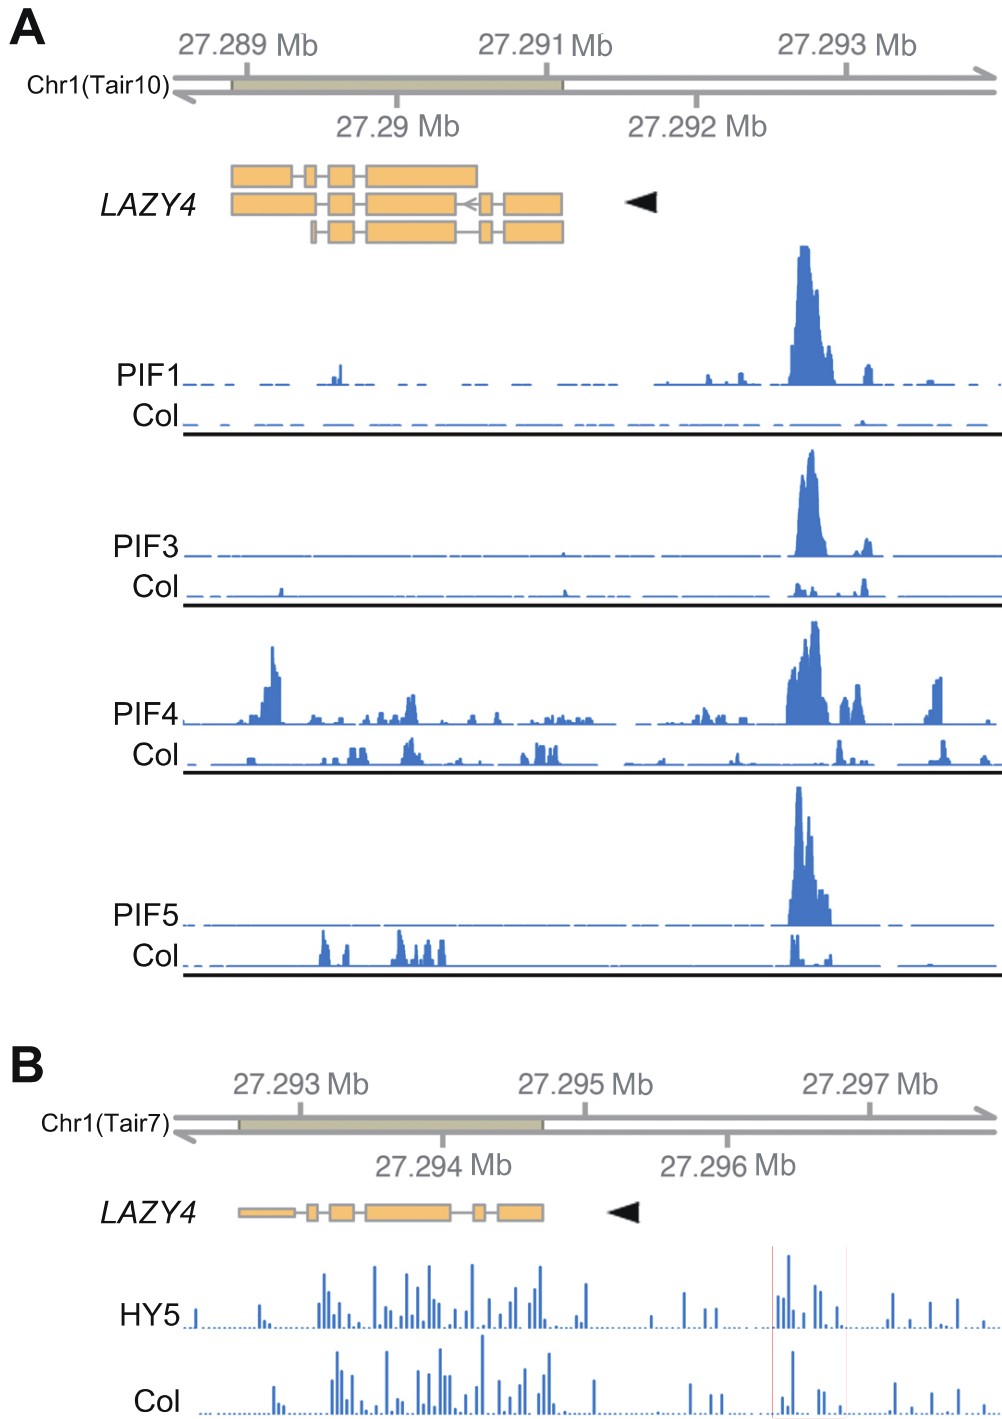 A
27.289 Mb 27.291 Mb 27.293 Mb
Chr1(Tair10)
27.29 Mb 27.292 Mb
LAZY4
PIF1
Col
PIF3
Col
PIF4
Col
PIF5
Col
B
27.293 Mb 27.295 Mb 27.297 Mb
Chr1(Tair7)
27.294 Mb 27.296 Mb
LAZY4
HY5
Col